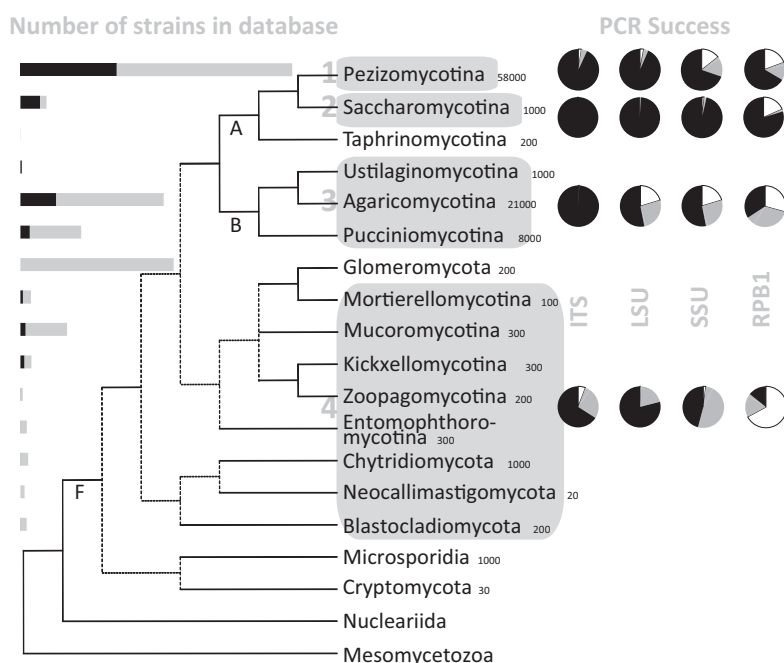 Number of strains in database
PCR Success
1
Pezizomycotina 58000
2
Saccharomycotina 1000
A
Taphrinomycotina 200
Ustilaginomycotina 1000
3
Agaricomycotina 21000
B
Pucciniomycotina 8000
Glomeromycota 200
Mortierellomycotina 100
Mucoromycotina 300
Kickxellomycotina 300
Zoopagomycotina 200
4
Entomophthoro-
mycotina 300
Chytridiomycota 1000
F
Neocallimastigomycota 20
Blastocladiomycota 200
Microsporidia 1000
Cryptomycota 30
Nucleariida
Mesomycetozoa
ITS
LSU
SSU
RPB1